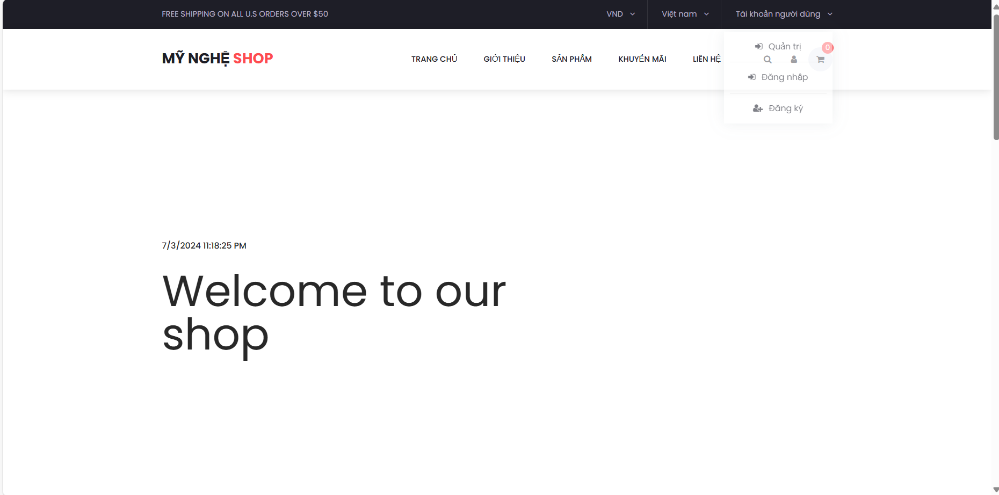 FREE SHIPPING ON ALL U.S ORDERS OVER $50
VND
Việt nam
Tài khoản người dùng
MỸ NGHỆ SHOP
TRANG CHỦ
GIỚI THIỆU
SẢN PHẨM
KHUYẾN MÃI
LIÊN HỆ
Quản trị
0
Đăng nhập
Đăng ký
7/3/2024 11:18:25 PM
Welcome to our
shop